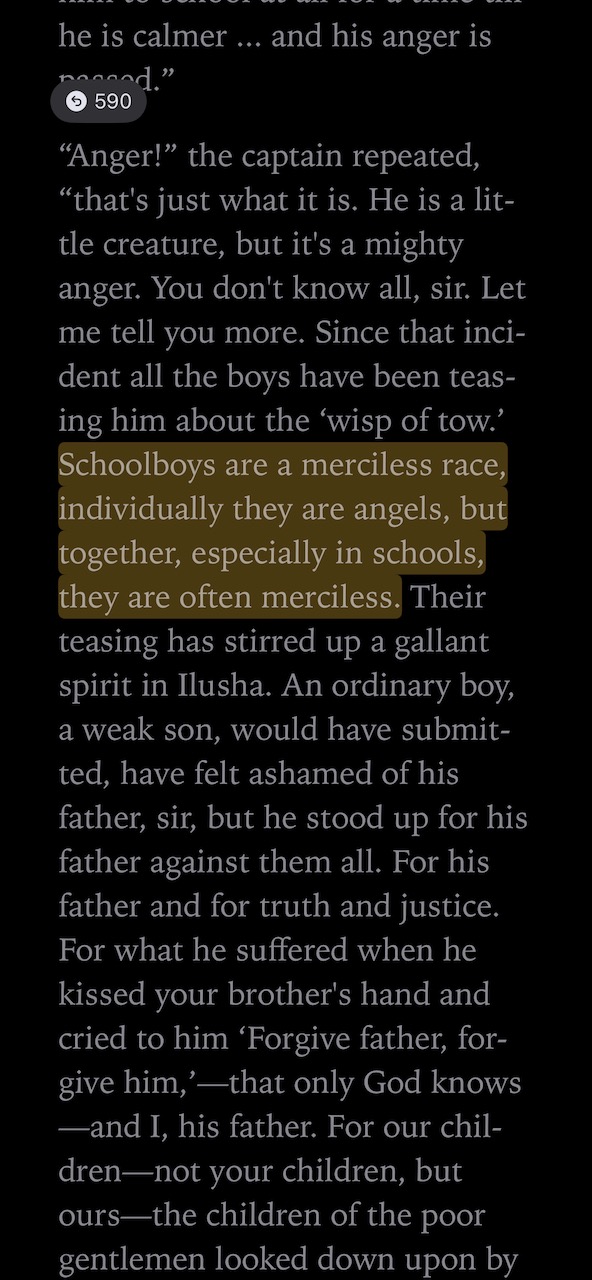 he is calmer ... and his anger is
passed.”
590
“Anger!” the captain repeated,
“that's just what it is. He is a lit-
tle creature, but it's a mighty
anger. You don't know all, sir. Let
me tell you more. Since that inci-
dent all the boys have been teas-
ing him about the ‘wisp of tow.’
Schoolboys are a merciless race,
individually they are angels, but
together, especially in schools,
they are often merciless. Their
teasing has stirred up a gallant
spirit in Ilusha. An ordinary boy,
a weak son, would have submit-
ted, have felt ashamed of his
father, sir, but he stood up for his
father against them all. For his
father and for truth and justice.
For what he suffered when he
kissed your brother's hand and
cried to him ‘Forgive father, for-
give him,’—that only God knows
—and I, his father. For our chil-
dren—not your children, but
ours—the children of the poor
gentlemen looked down upon by